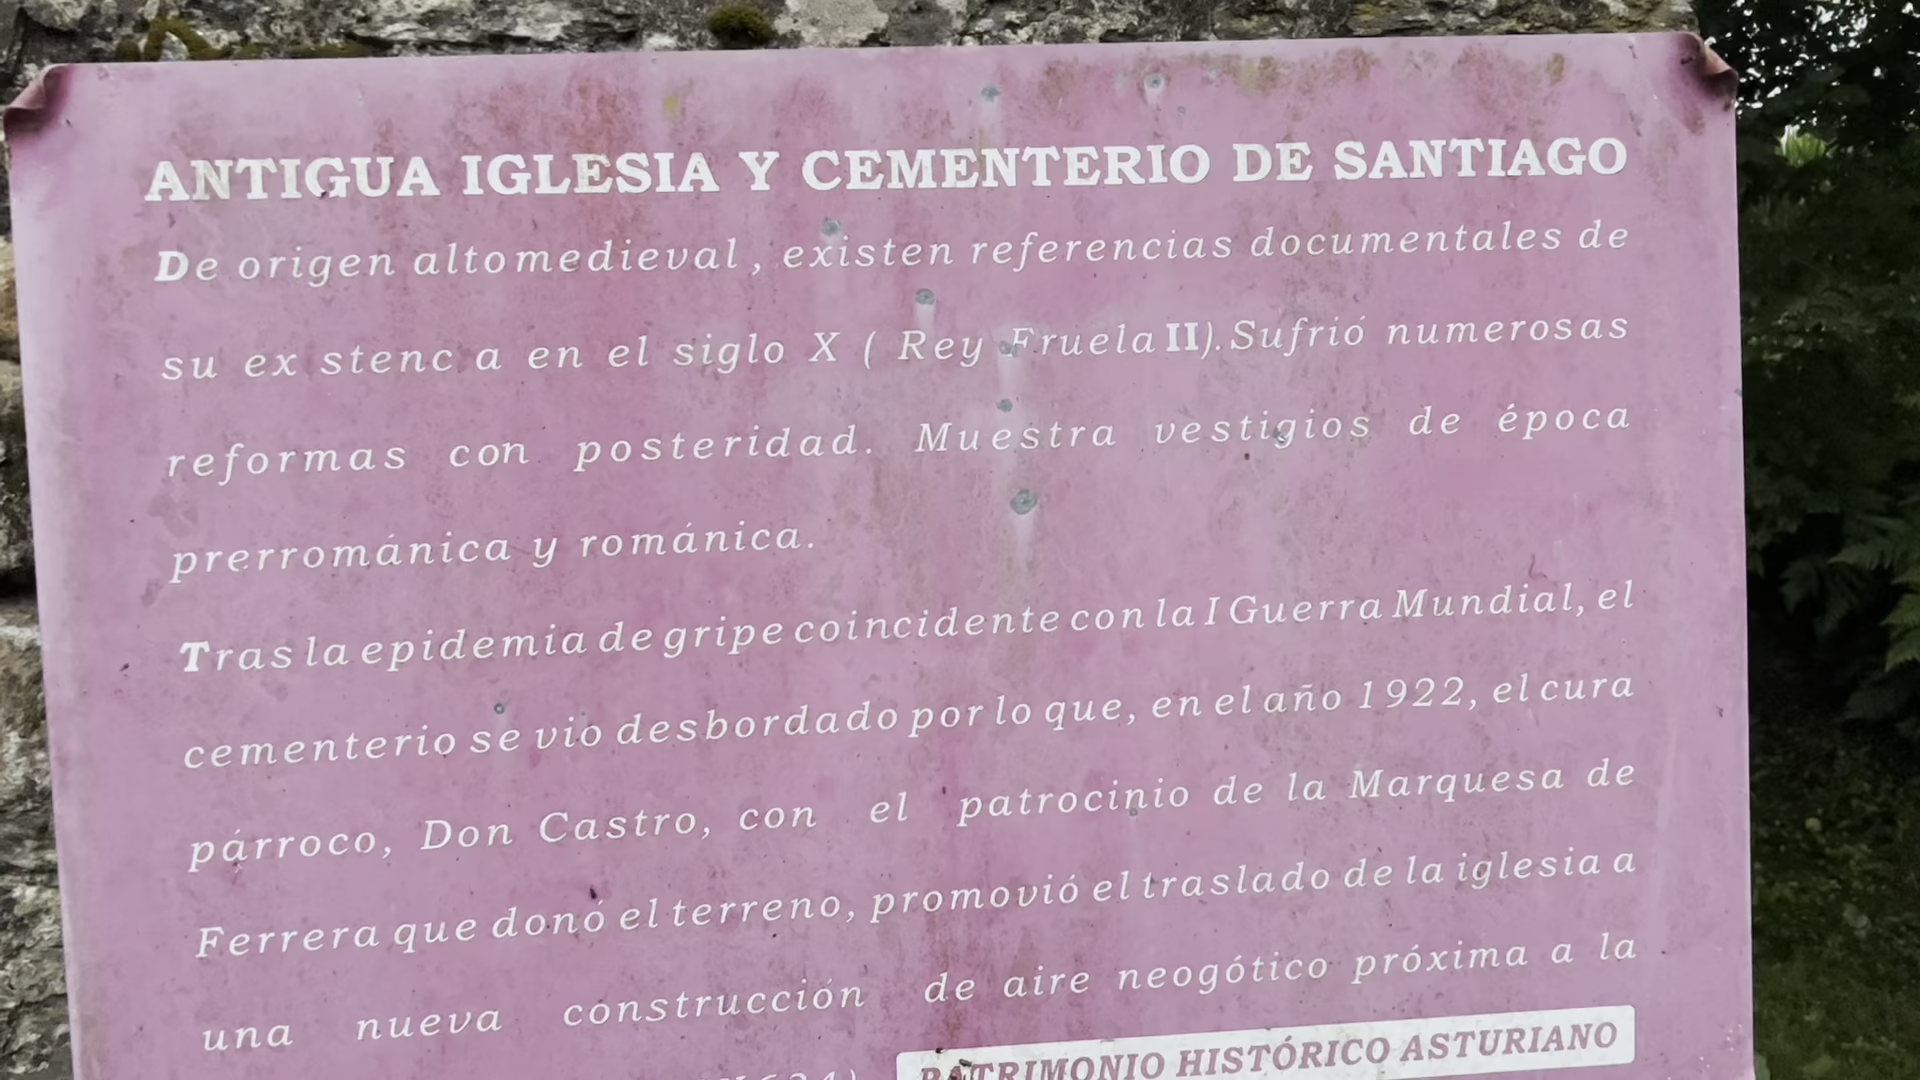 ANTIGUA IGLESIA Y CEMENTERIO DE SANTIAGO
De origen altomedieval, existen referencias documentales de
su ex stenc a en el siglo X ( Rey Fruela II). Sufrió numerosas
reformas con posteridad. Muestra vestigios de época
prerrománica y románica.
Tras la epidemia de gripe coincidente con la I Guerra Mundial, el
cementerio se vio desbordado por lo que, en el año 1922, el cura
párroco, Don Castro, con el patrocinio de la Marquesa de
Ferrera que donó el terreno, promovió el traslado de la iglesia a
una nueva construcción de aire neogótico próxima a la
PATRIMONIO HISTÓRICO ASTURIANO